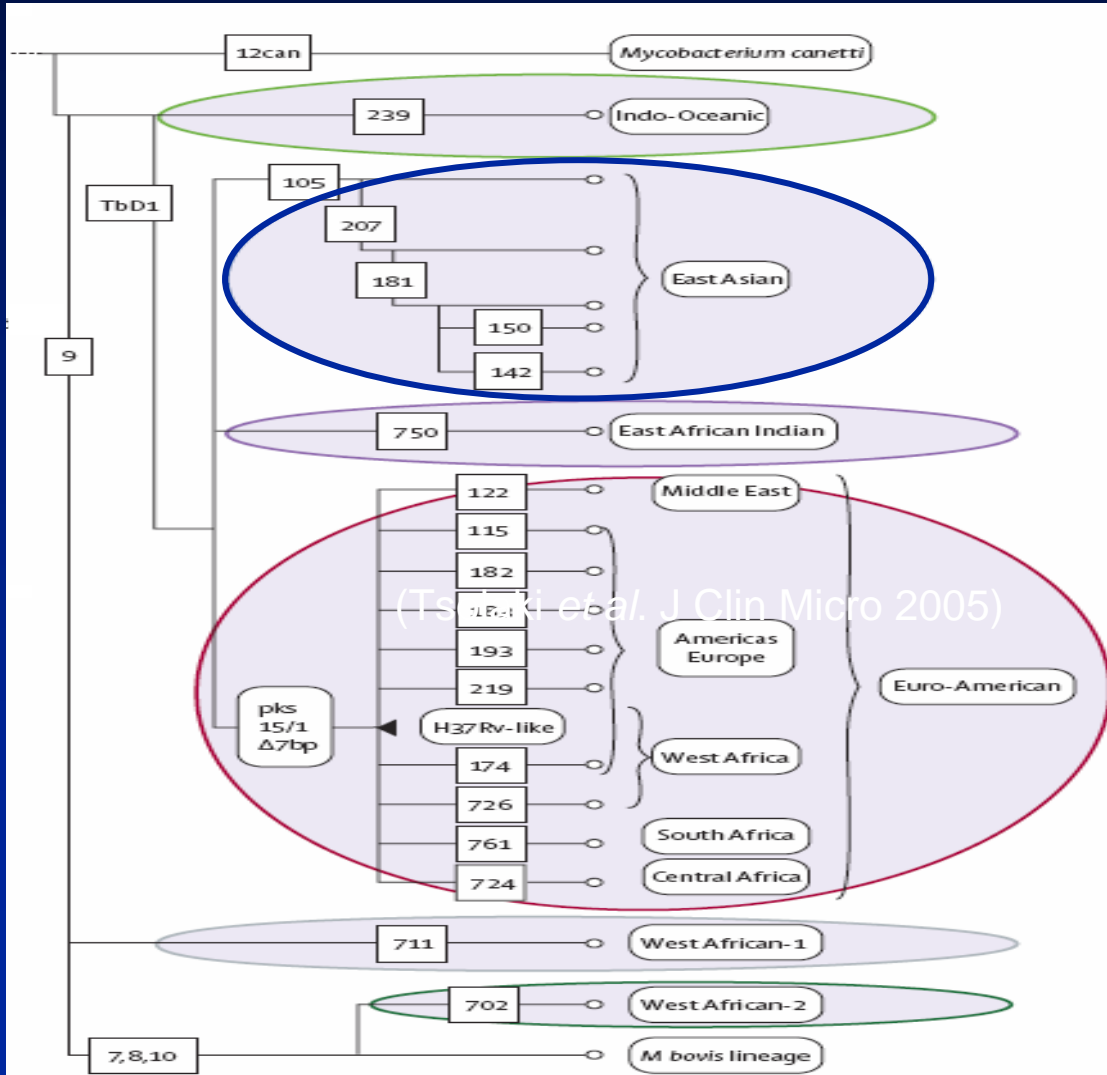 12can
Mycobacterium canetti
239
Indo-Oceanic
105
TbD1
207
181
East Asian
150
9
142
750
East African Indian
122
Middle East
115
182
(Tsolaki et al. J Clin Micro 2005)
Americas
Europe
193
219
Euro-American
pks
15/1
Δ7bp
H37Rv-like
174
West Africa
726
761
South Africa
724
Central Africa
711
West African-1
702
West African-2
7,8,10
M bovis lineage